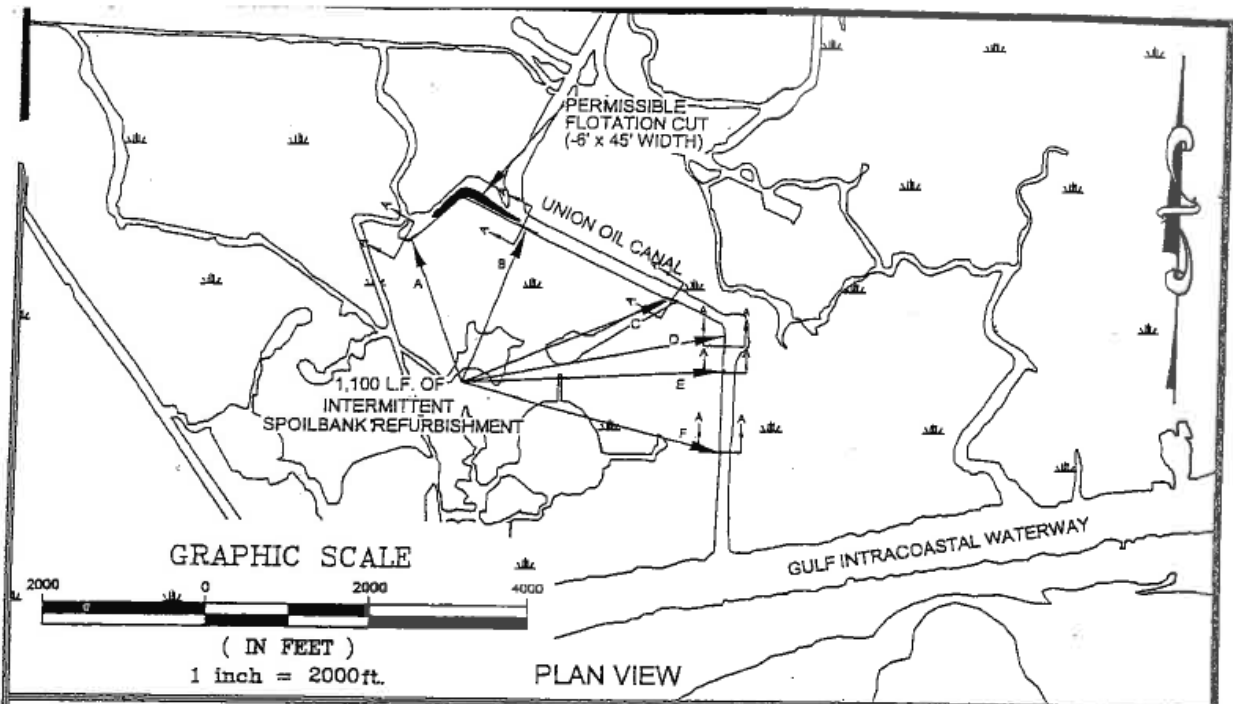 PERMISSIBLE
FLOTATION CUT
(-6' x 45' WIDTH)
UNION OIL CANAL
A
A
B
A
A
C
A
A
D
A
A
E
A
A
F
1,100 L.F. OF
INTERMITTENT
SPOILBANK REFURBISHMENT
GULF INTRACOASTAL WATERWAY
GRAPHIC SCALE
2000 0 2000 4000
( IN FEET )
1 inch = 2000ft.
PLAN VIEW